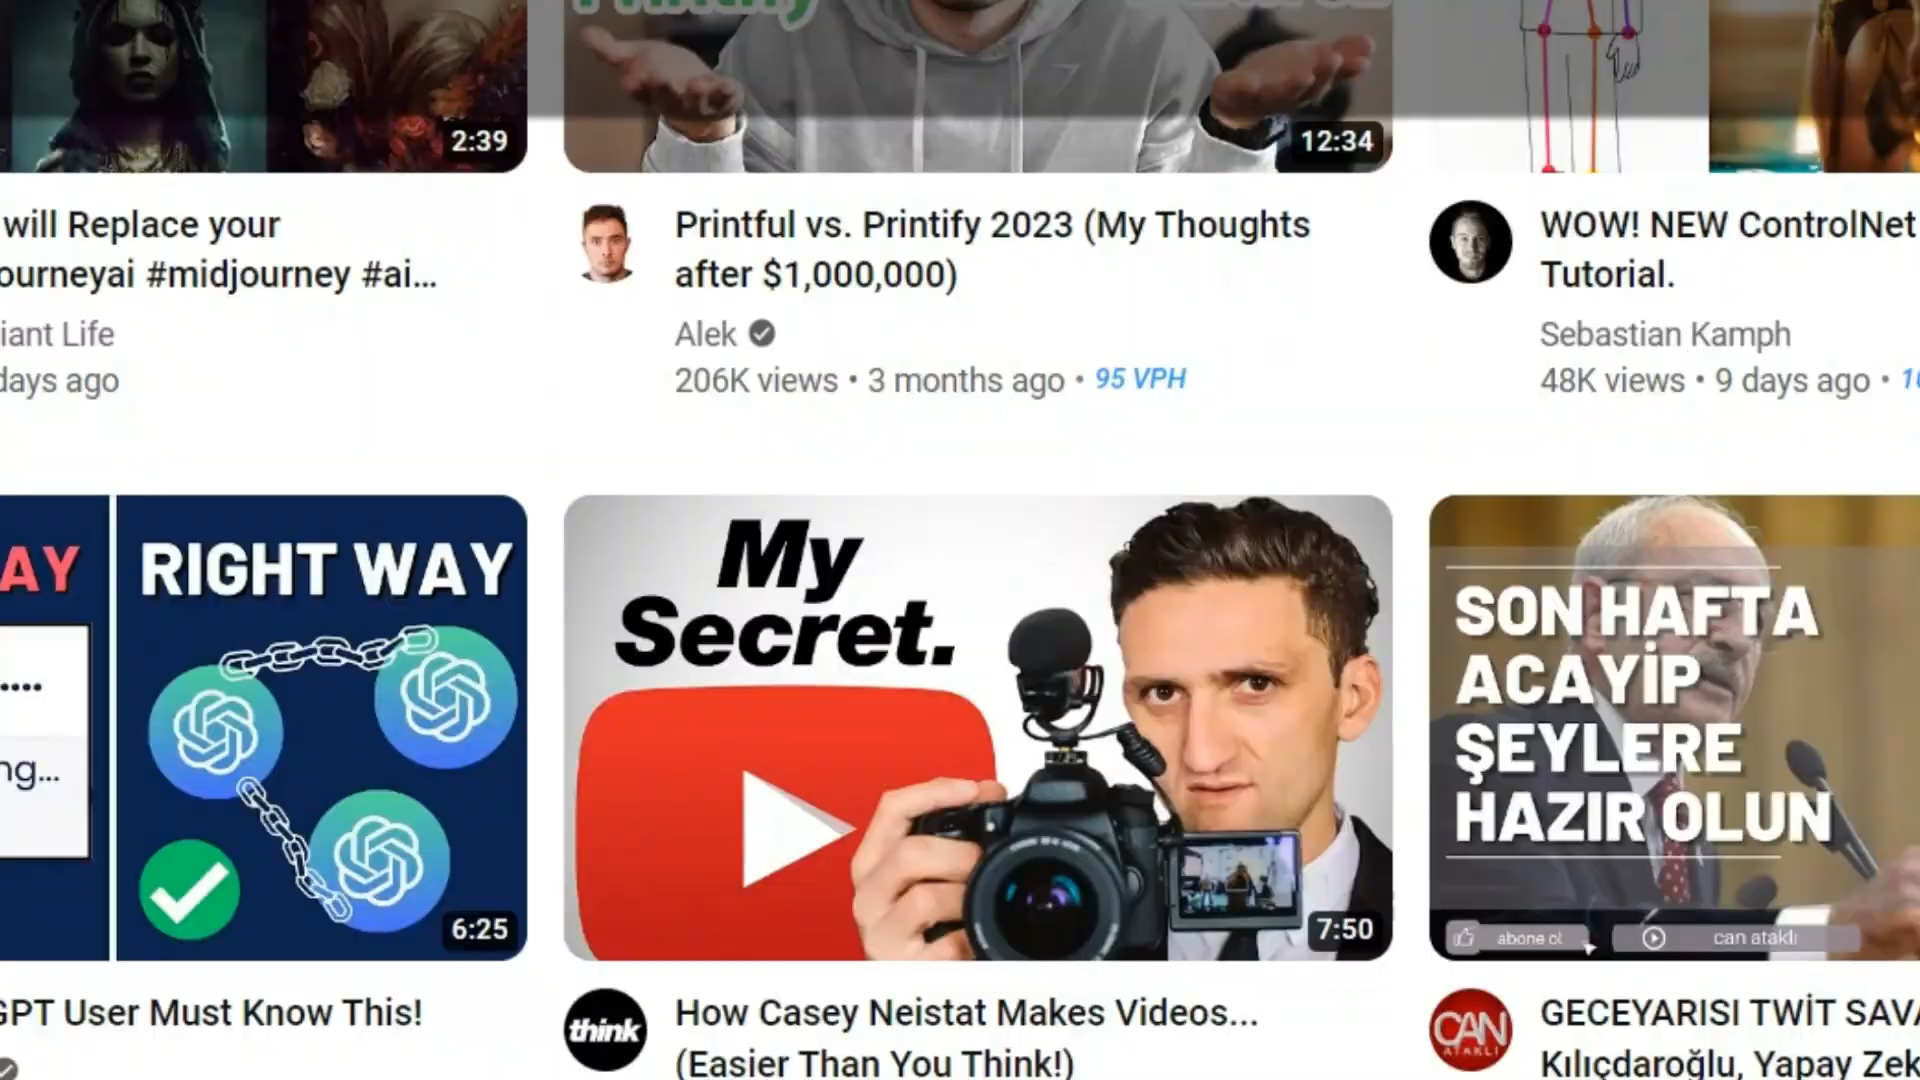 2:39
12:34
will Replace your
ourneyai #midjourney #ai...
iant Life
days ago
Printful vs. Printify 2023 (My Thoughts
after $1,000,000)
Alek
206K views • 3 months ago • 95 VPH
WOW! NEW ControlNet
Tutorial.
Sebastian Kamph
48K views • 9 days ago •
AY
RIGHT WAY
ng...
6:25
My
Secret.
7:50
SON HAFTA
ACAYİP
ŞEYLERE
HAZIR OLUN
abone ol
can ataklı
GPT User Must Know This!
think
How Casey Neistat Makes Videos...
(Easier Than You Think!)
CAN
ATAKLI
GECEYARISI TWİT SAVA
Kılıçdaroğlu, Yapay Zek